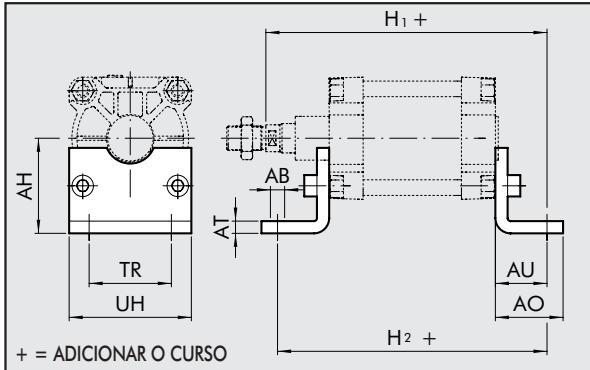 H1 +
AH
AB
AT
TR
UH
AU
AO
H2 +
+ = ADICIONAR O CURSO